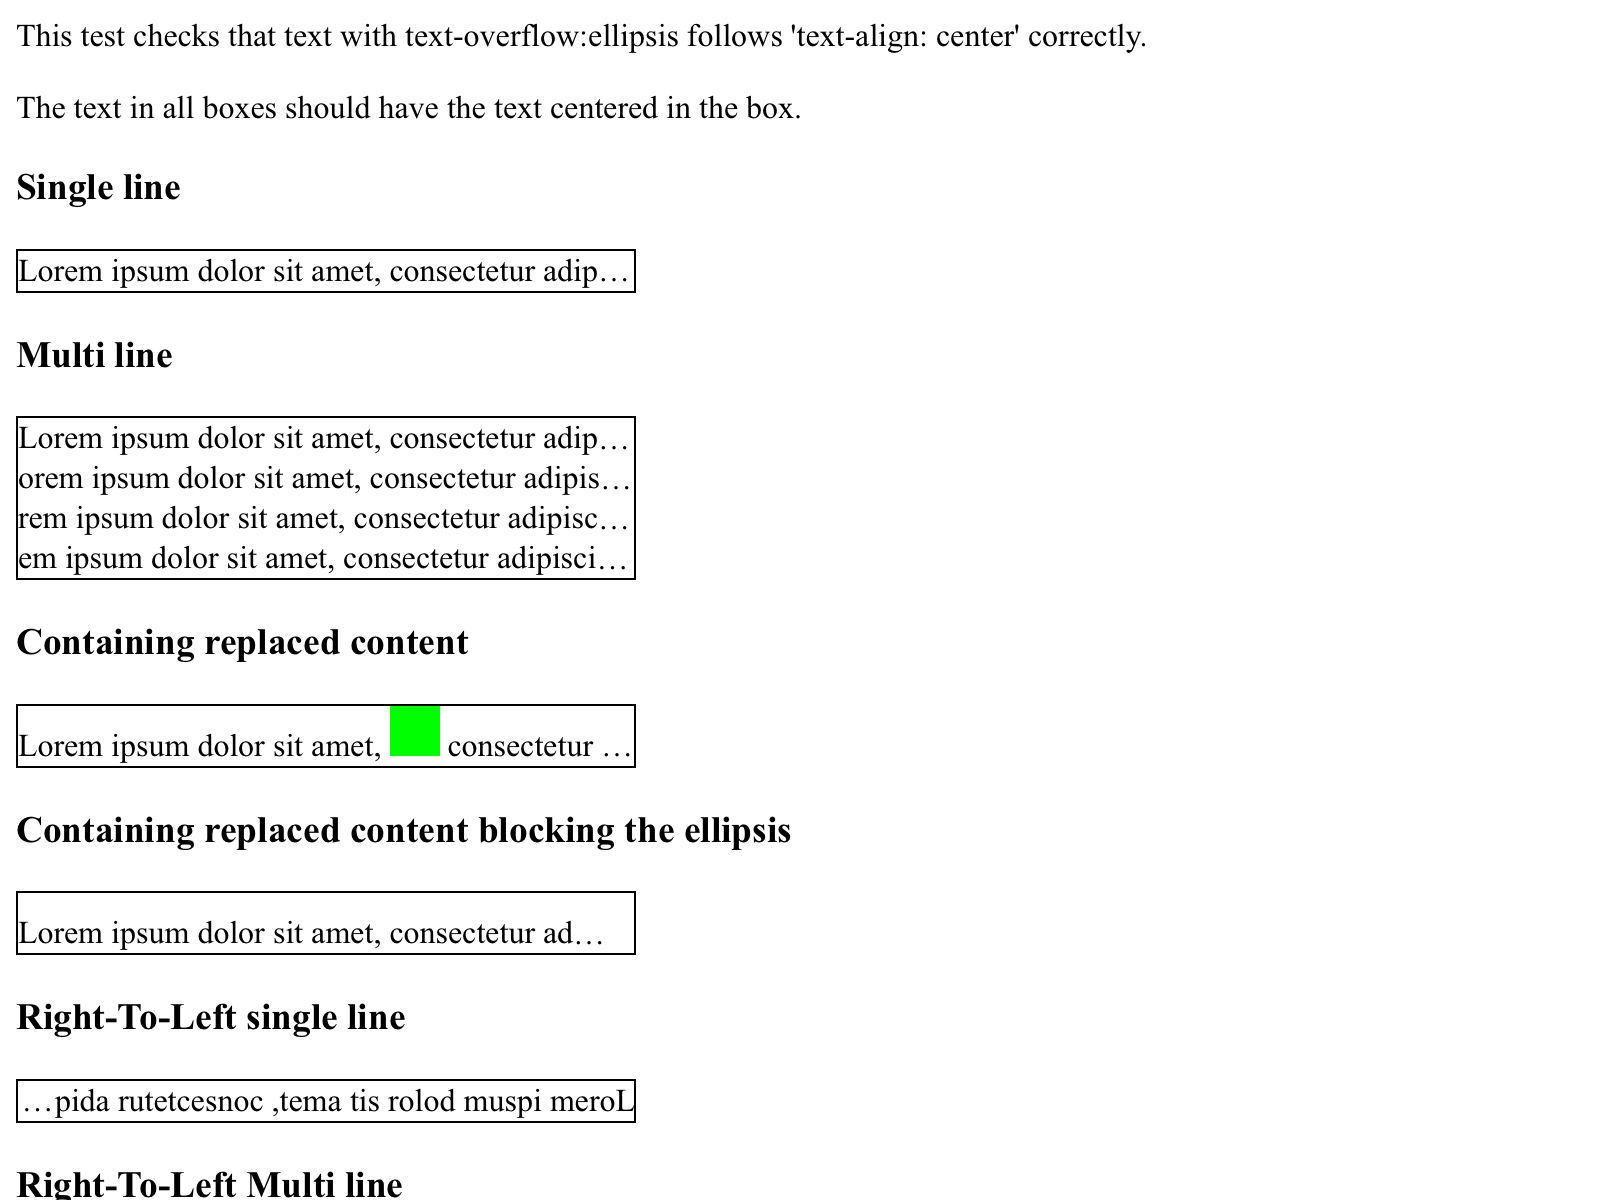 This test checks that text with text-overflow:ellipsis follows 'text-align: center' correctly.
The text in all boxes should have the text centered in the box.
Single line
Lorem ipsum dolor sit amet, consectetur adip…
Multi line
Lorem ipsum dolor sit amet, consectetur adip…
orem ipsum dolor sit amet, consectetur adipis…
rem ipsum dolor sit amet, consectetur adipisc…
em ipsum dolor sit amet, consectetur adipisci…
Containing replaced content
Lorem ipsum dolor sit amet, consectetur …
Containing replaced content blocking the ellipsis
Lorem ipsum dolor sit amet, consectetur ad…
Right-To-Left single line
…pida rutetcesnoc ,tema tis rolod muspi meroL
Right-To-Left Multi line